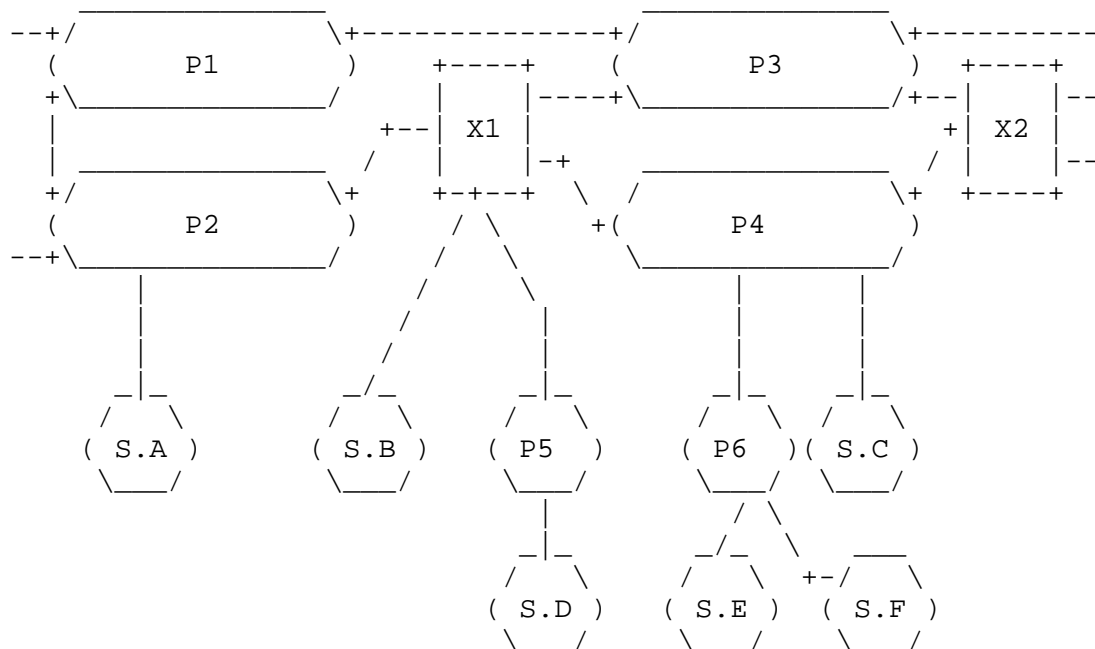 P1 P3
X1 X2
P2 P4
S.A S.B P5 P6 S.C
S.D S.E S.F